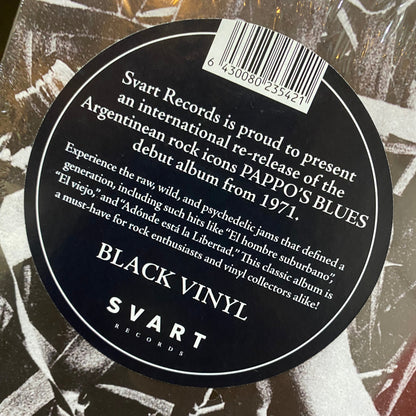 6 430080 235421
Svart Records is proud to present
an international re-release of the
Argentinean rock icons PAPPO'S BLUES
debut album from 1971.
Experience the raw, wild, and psychedelic jams that defined a
generation, including such hits like "El hombre suburbano",
"El viejo," and "Adónde está la Libertad." This classic album is
a must-have for rock enthusiasts and vinyl collectors alike!
BLACK VINYL
SVART
RECORDS